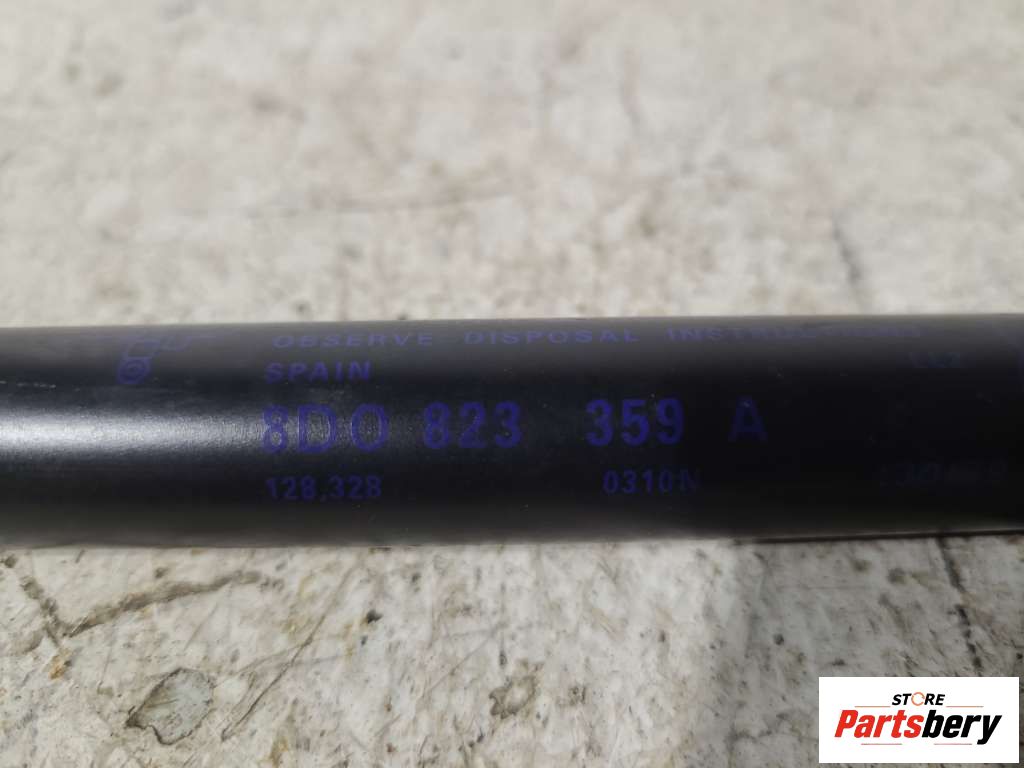 OBSERVE DISPOSAL
SPAIN
8D0 823 359 A
128,328 0310N
STORE
Partsbery